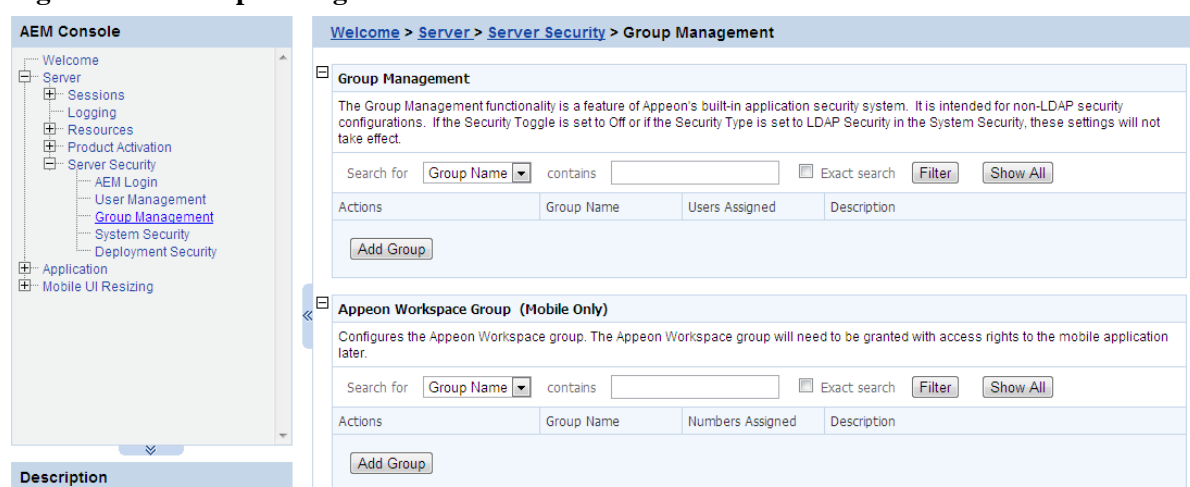 AEM Console
Welcome
Server
Sessions
Logging
Resources
Product Activation
Server Security
AEM Login
User Management
Group Management
System Security
Deployment Security
Application
Mobile UI Resizing
Description
Welcome > Server > Server Security > Group Management
Group Management
The Group Management functionality is a feature of Appeon's built-in application security system. It is intended for non-LDAP security
configurations. If the Security Toggle is set to Off or if the Security Type is set to LDAP Security in the System Security, these settings will not
take effect.
Search for Group Name contains Exact search Filter Show All
Actions Group Name Users Assigned Description
Add Group
Appeon Workspace Group (Mobile Only)
Configures the Appeon Workspace group. The Appeon Workspace group will need to be granted with access rights to the mobile application
later.
Search for Group Name contains Exact search Filter Show All
Actions Group Name Numbers Assigned Description
Add Group